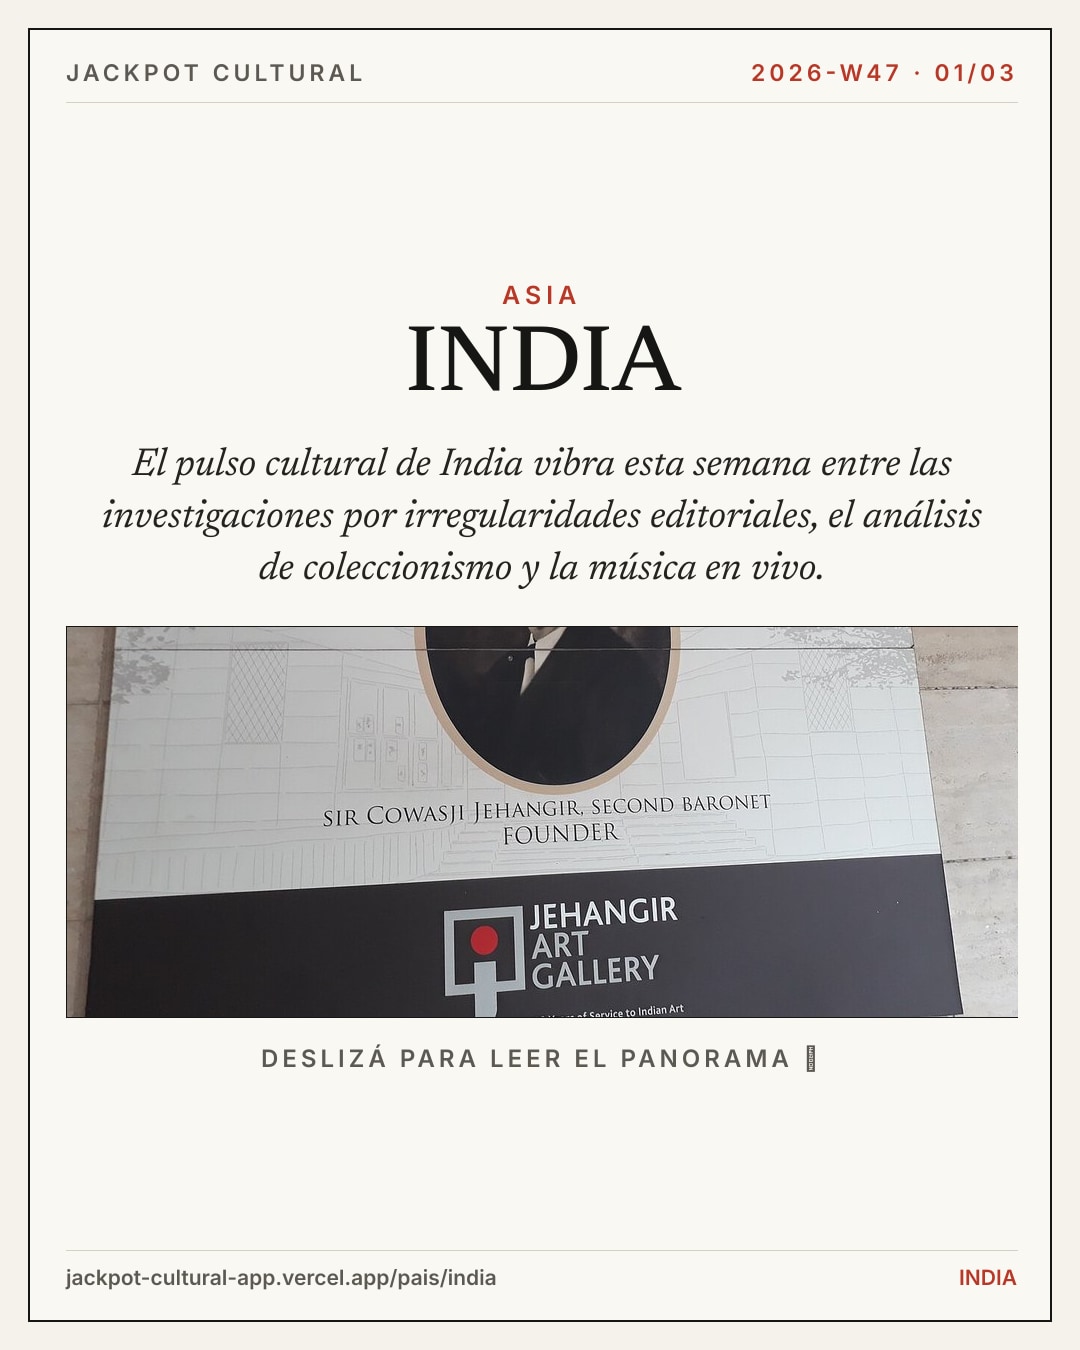 JACKPOT CULTURAL
2026-W47 · 01/03
ASIA
INDIA
El pulso cultural de India vibra esta semana entre las
investigaciones por irregularidades editoriales, el análisis
de coleccionismo y la música en vivo.
SIR COWASJI JEHANGIR, SECOND BARONET
FOUNDER
JEHANGIR
ART
GALLERY
of Service to Indian Art
DESLIZÁ PARA LEER EL PANORAMA
jackpot-cultural-app.vercel.app/pais/india
INDIA